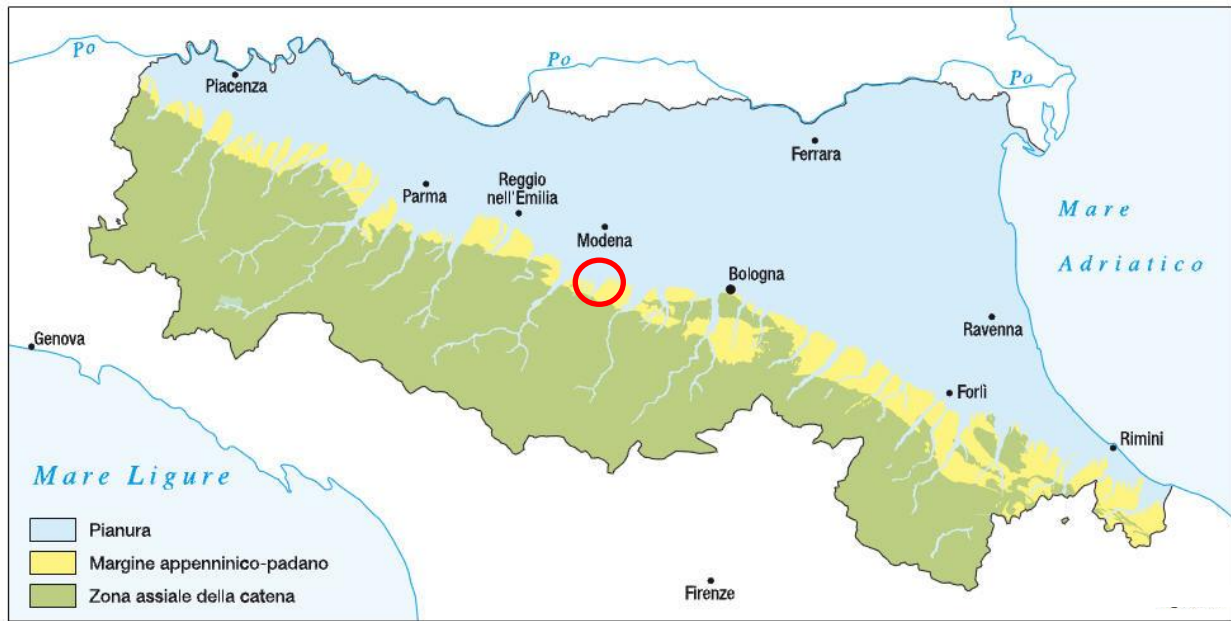 Po
Po
Po
Piacenza
Ferrara
Parma
Reggio
nell'Emilia
Modena
Mare
Adriatico
Bologna
Ravenna
Genova
Forlì
Rimini
Mare Ligure
Pianura
Margine appenninico-padano
Zona assiale della catena
Firenze